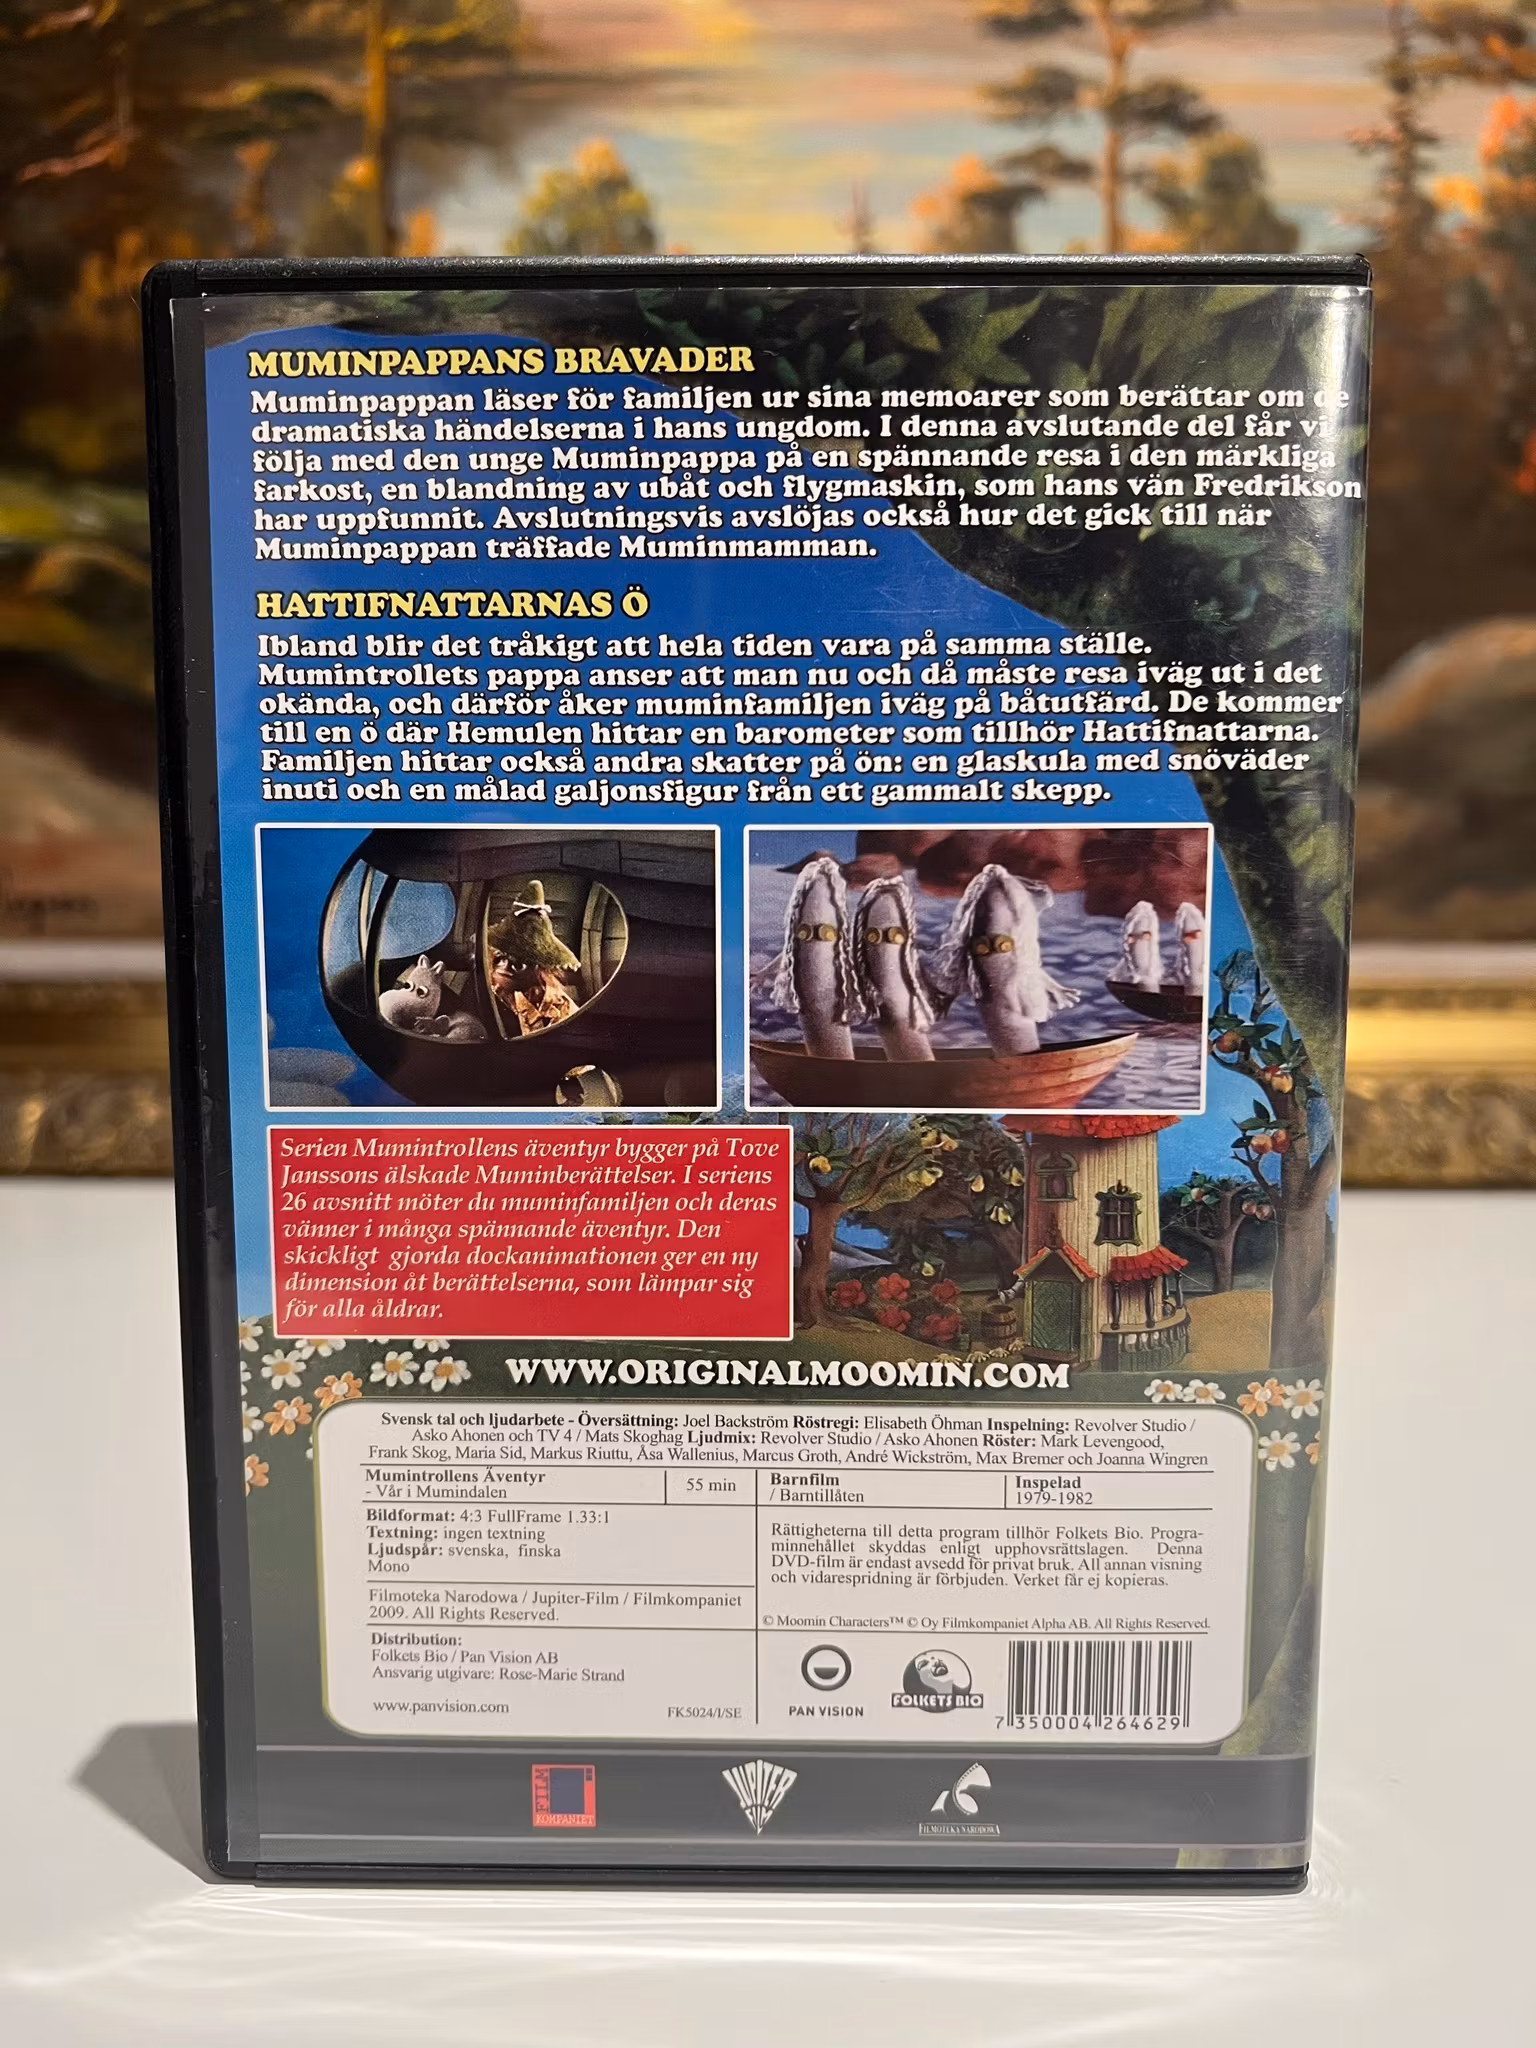 MUMINPAPPANS BRAVADER
Muminpappan läser för familjen ur sina memoarer som berättar om de
dramatiska händelserna i hans ungdom. I denna avslutande del får vi
följa med den unge Muminpappa på en spännande resa i den märkliga
farkost, en blandning av ubåt och flygmaskin, som hans vän Fredrikson
har uppfunnit. Avslutningsvis avslöjas också hur det gick till när
Muminpappan träffade Muminmamman.
HATTIFNATTARNAS Ö
Ibland blir det tråkigt att hela tiden vara på samma ställe.
Mumintrollets pappa anser att man nu och då måste resa iväg ut i det
okända, och därför åker muminfamiljen iväg på båtutfärd. De kommer
till en ö där Hemulen hittar en barometer som tillhör Hattifnattarna.
Familjen hittar också andra skatter på ön: en glaskula med snöväder
inuti och en målad galjonsfigur från ett gammalt skepp.
Serien Mumintrollens äventyr bygger på Tove
Janssons älskade Muminberättelser. I seriens
26 avsnitt möter du muminfamiljen och deras
vänner i många spännande äventyr. Den
skickligt gjorda dockanimationen ger en ny
dimension åt berättelserna, som lämpar sig
för alla åldrar.
WWW.ORIGINALMOOMIN.COM
Svensk tal och ljudarbete - Översättning: Joel Backström Röstregi: Elisabeth Öhman Inspelning: Revolver Studio /
Asko Ahonen och TV 4 / Mats Skoghag Ljudmix: Revolver Studio / Asko Ahonen Röster: Mark Levengood,
Frank Skog, Maria Sid, Markus Riuttu, Åsa Wallenius, Marcus Groth, André Wickström, Max Bremer och Joanna Wingren
Mumintrollens Äventyr
- Vår i Mumindalen
55 min
Barnfilm
/ Barntillåten
Inspelad
1979-1982
Bildformat: 4:3 FullFrame 1.33:1
Textning: ingen textning
Ljudspår: svenska, finska
Mono
Filmoteka Narodowa / Jupiter-Film / Filmkompaniet
2009. All Rights Reserved.
Distribution:
Folkets Bio / Pan Vision AB
Ansvarig utgivare: Rose-Marie Strand
www.panvision.com
FK5024/1/SE
Rättigheterna till detta program tillhör Folkets Bio. Progra-
minnehållet skyddas enligt upphovsrättslagen. Denna
DVD-film är endast avsedd för privat bruk. All annan visning
och vidarespridning är förbjuden. Verket får ej kopieras.
© Moomin Characters™ © Oy Filmkompaniet Alpha AB. All Rights Reserved.
PAN VISION
FOLKETS BIO
7 350004 264629
FILM
KOMPANIET
JUPITER
FILM
FILMOTEKA NARODOWA